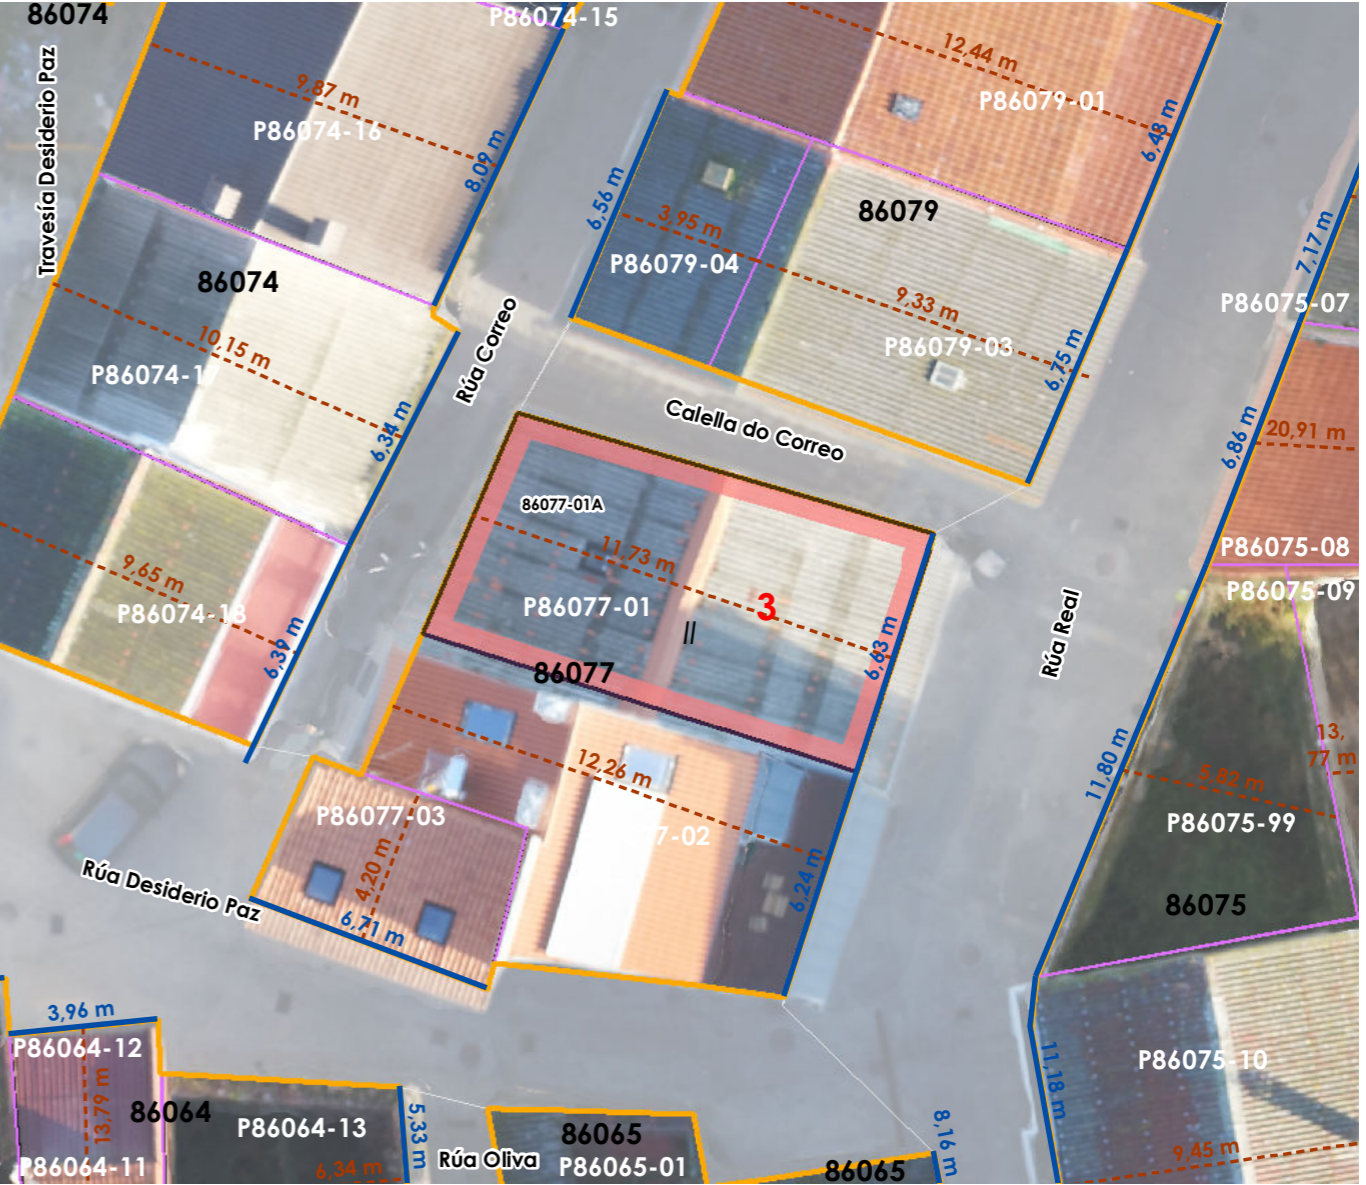 86074
P86074-15
Travesía Desiderio Paz
9,87 m
P86074-16
8,09 m
12,44 m
P86079-01
6,48 m
6,56 m
3,95 m
P86079-04
86079
9,33 m
P86079-03
6,75 m
7,17 m
P86075-07
86074
10,15 m
P86074-17
Rúa Correo
6,34 m
Calella do Correo
6,86 m
20,91 m
P86075-08
P86075-09
86077-01A
11,73 m
P86077-01
3
||
6,63 m
86077
Rúa Real
9,65 m
P86074-18
6,39 m
12,26 m
7-02
6,24 m
P86077-03
4,20 m
6,71 m
Rúa Desiderio Paz
11,80 m
5,82 m
13,
77 m
P86075-99
86075
3,96 m
P86064-12
13,79 m
86064
P86064-13
P86064-11
6,34 m
5,33 m
Rúa Oliva
86065
P86065-01
86065
8,16 m
11,18 m
P86075-10
9,45 m